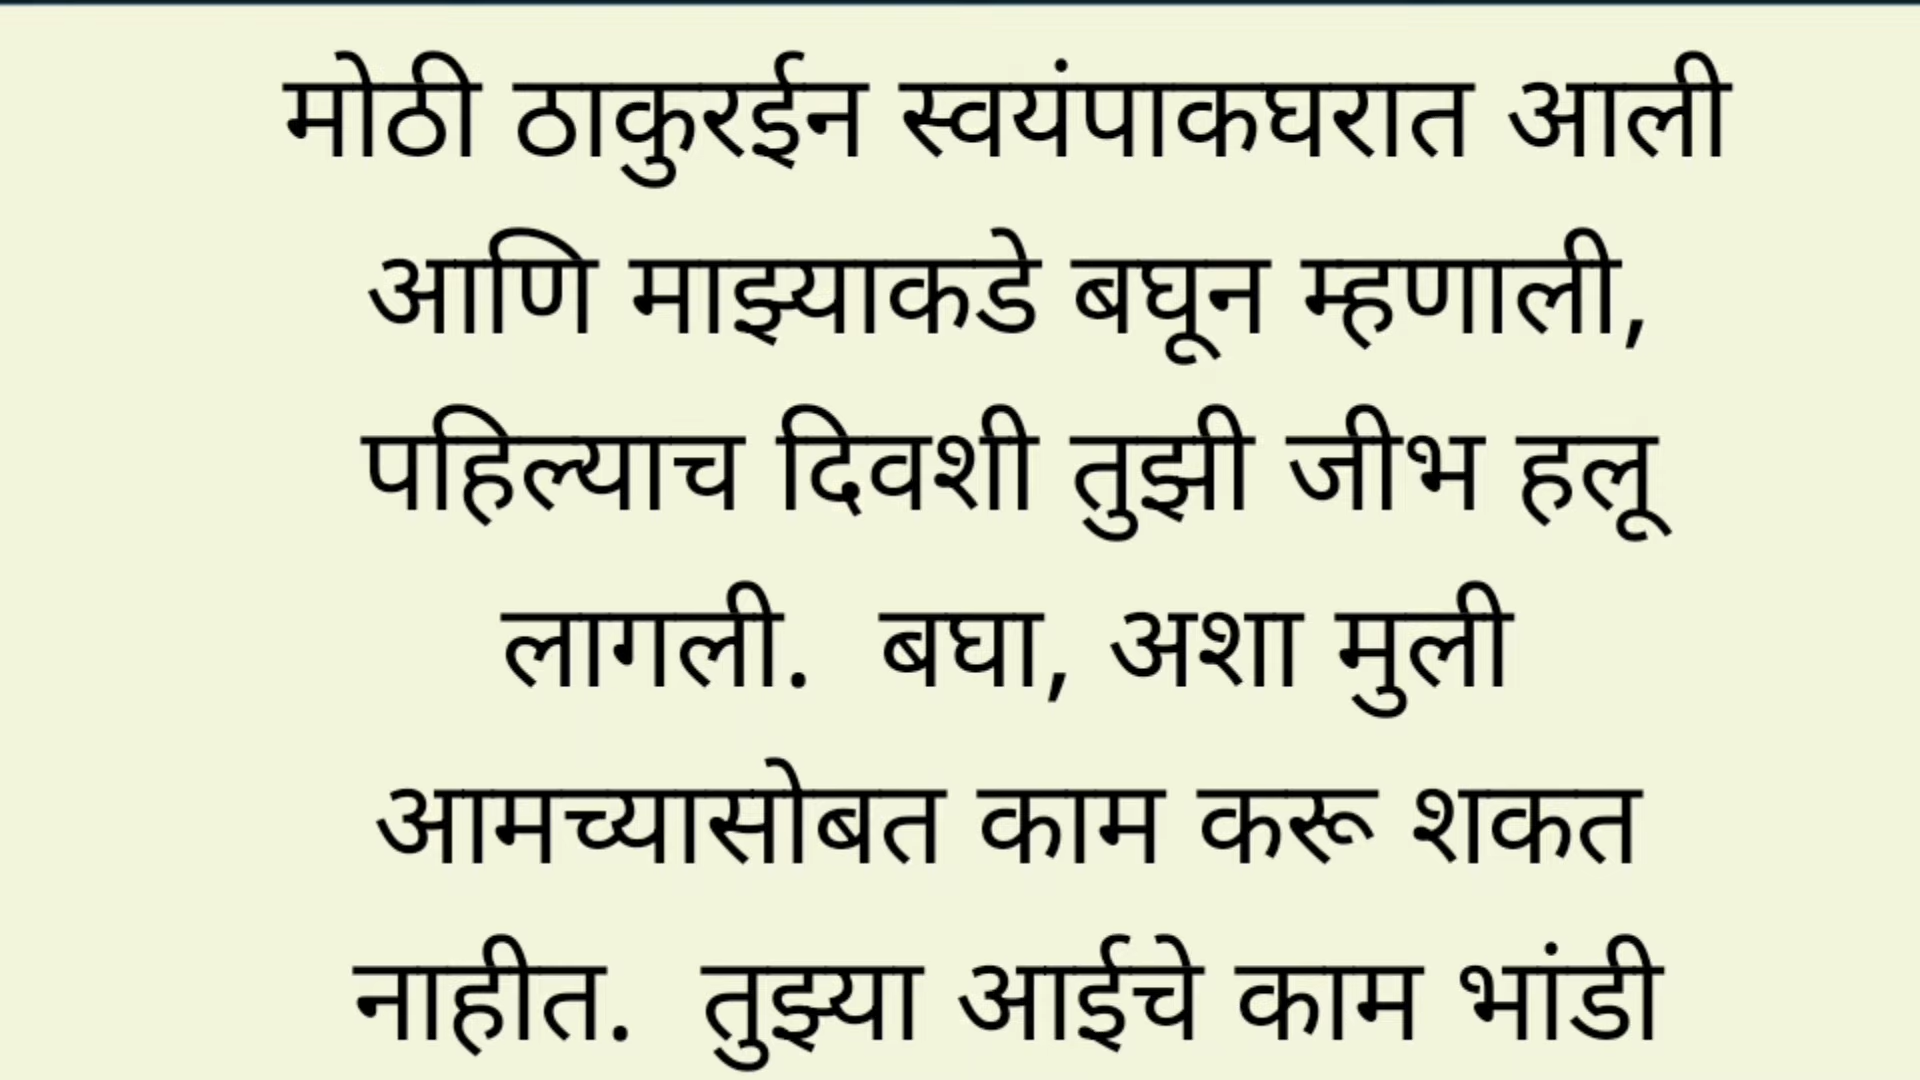 मोठी ठाकुरईन स्वयंपाकघरात आली
आणि माझ्याकडे बघून म्हणाली,
पहिल्याच दिवशी तुझी जीभ हलू
लागली.  बघा, अशा मुली
आमच्यासोबत काम करू शकत
नाहीत.  तुझ्या आईचे काम भांडी